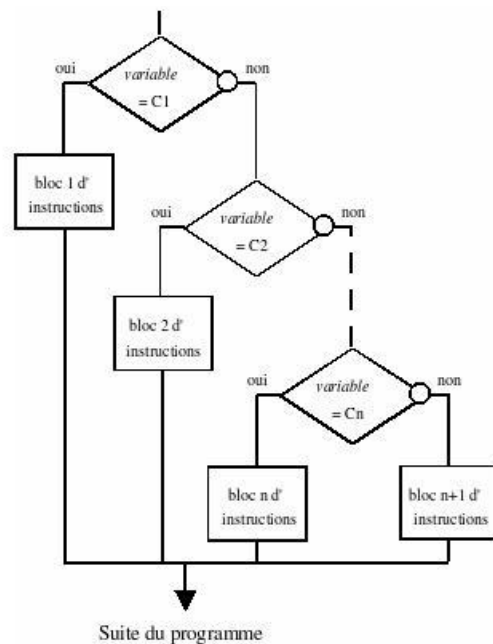 oui
variable
= C1
non
bloc 1 d'
instructions
oui
variable
= C2
non
bloc 2 d'
instructions
oui
variable
= Cn
non
bloc n d'
instructions
bloc n+1 d'
instructions
Suite du programme